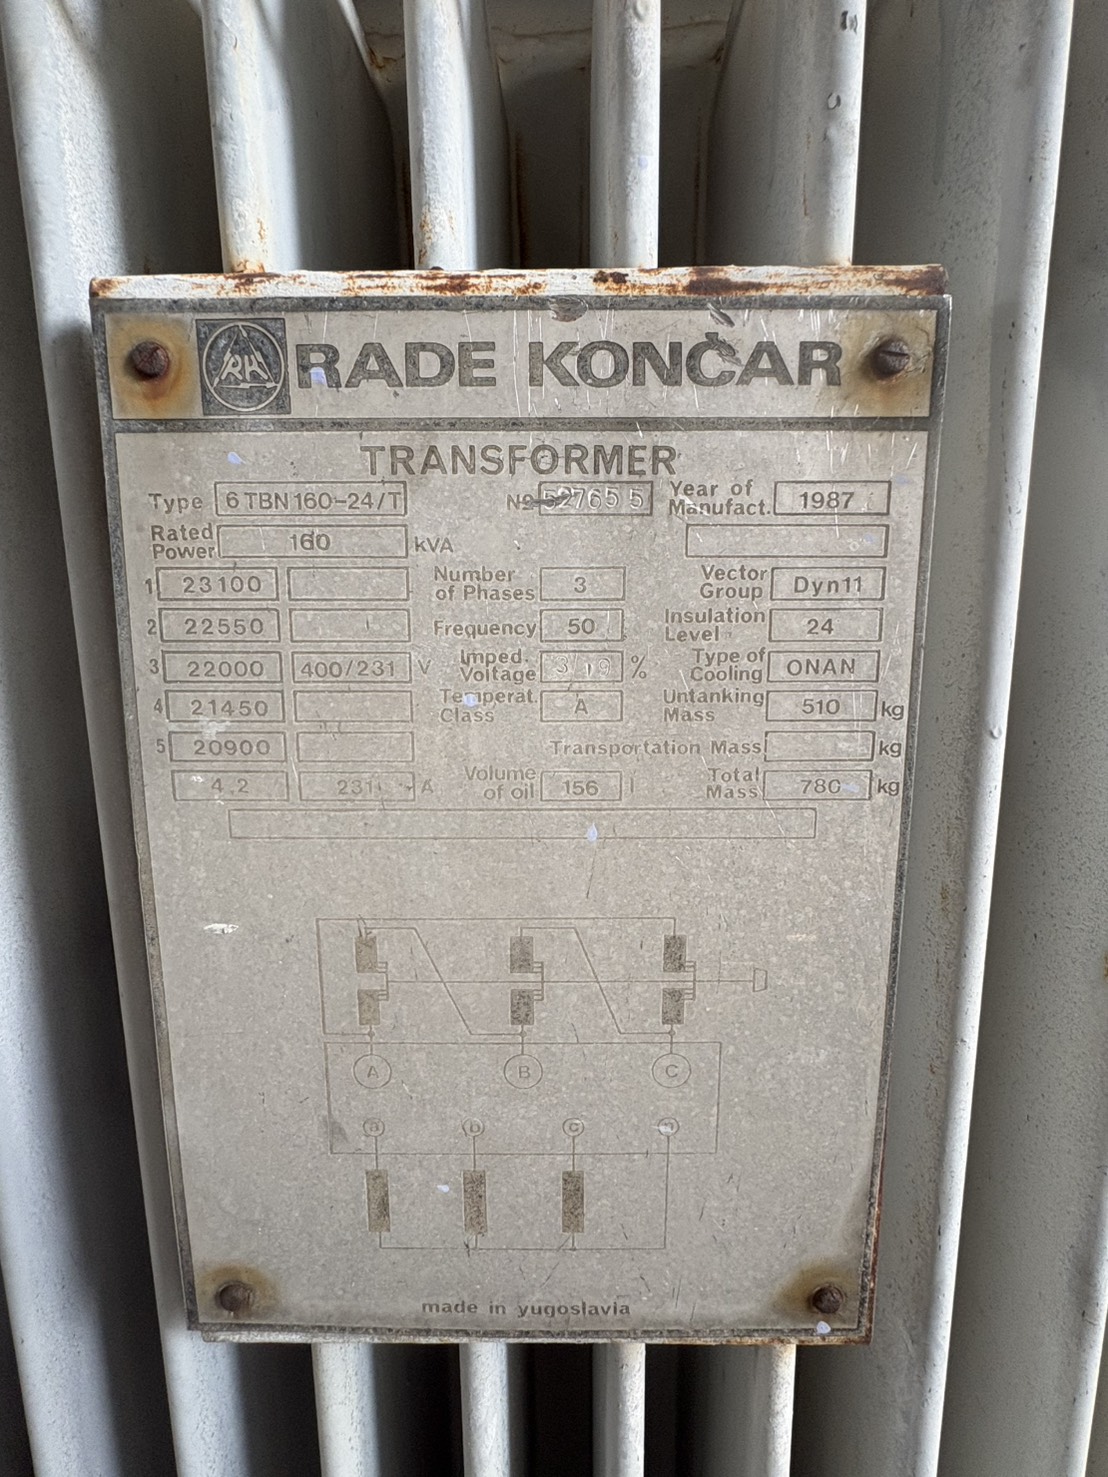 RK RADE KONČAR
TRANSFORMER
Type 6 TBN 160-24/T № 527655 Year of Manufact. 1987
Rated Power 160 kVA
1 23100 Number of Phases 3 Vector Group Dyn11
2 22550 Frequency 50 Insulation Level 24
3 22000 400/231 V Imped. Voltage % Type of Cooling ONAN
4 21450 Temperat. Class A Untanking Mass 510 kg
5 20900 Transportation Mass kg
4.2 231 A Volume of oil 156 l Total Mass 780 kg
A B C
a b c n
made in yugoslavia